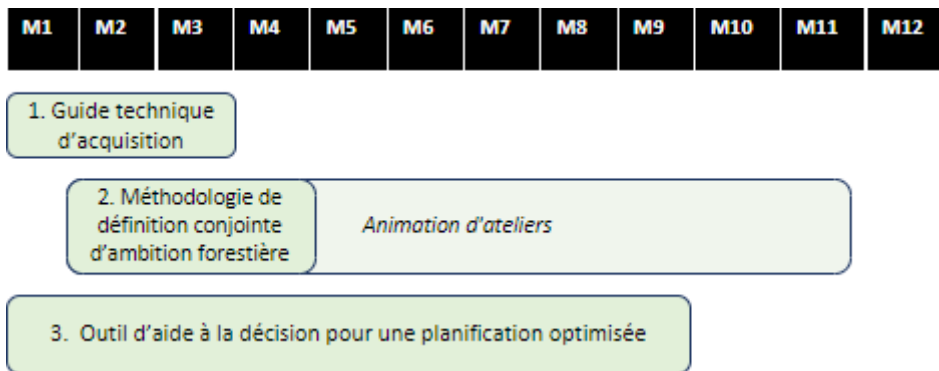 M1 M2 M3 M4 M5 M6 M7 M8 M9 M10 M11 M12
1. Guide technique
d'acquisition
2. Méthodologie de
définition conjointe
d'ambition forestière
Animation d'ateliers
3. Outil d'aide à la décision pour une planification optimisée